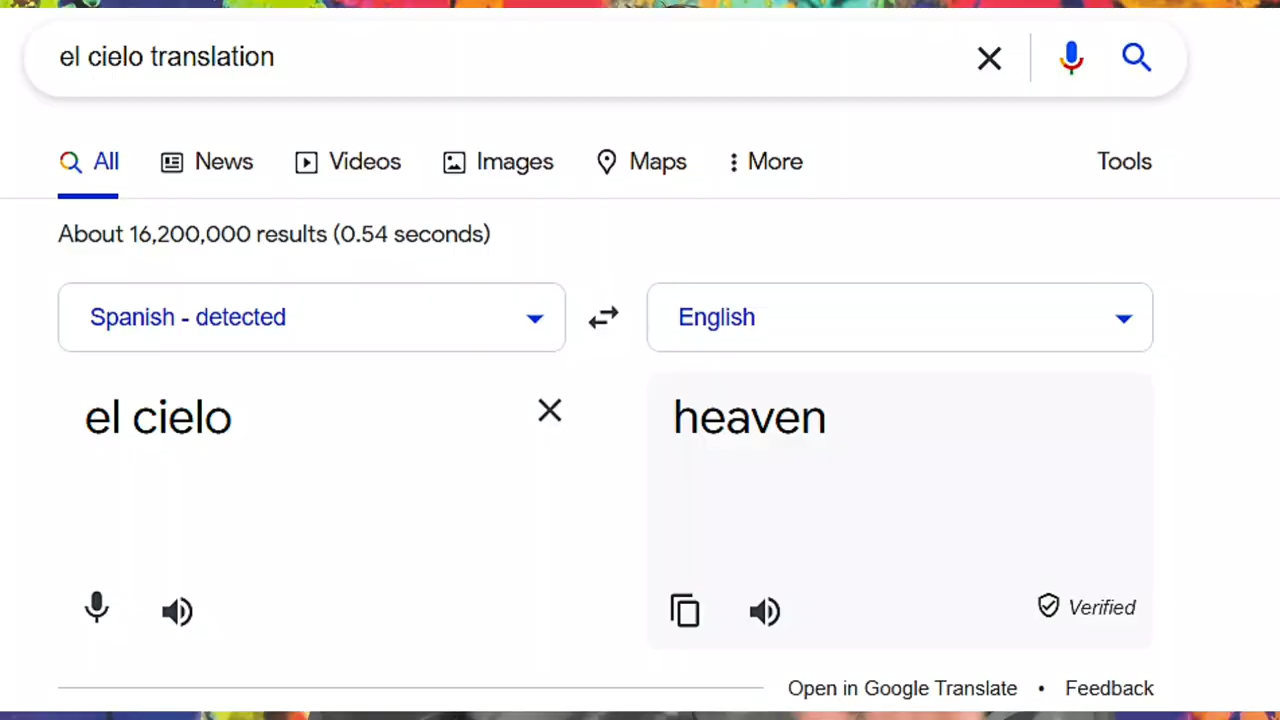 el cielo translation
All News Videos Images Maps More Tools
About 16,200,000 results (0.54 seconds)
Spanish - detected English
el cielo heaven
Verified
Open in Google Translate • Feedback